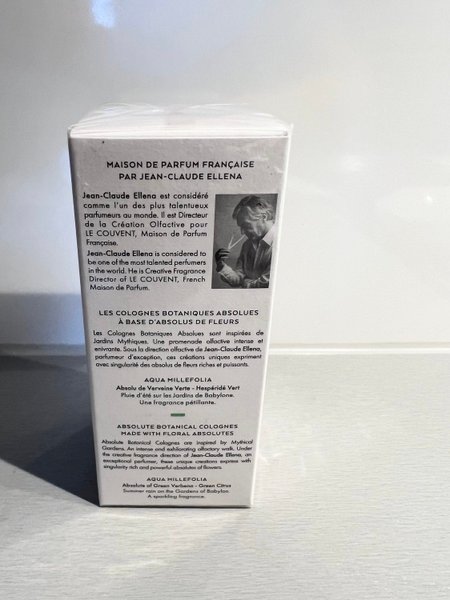 MAISON DE PARFUM FRANÇAISE
PAR JEAN-CLAUDE ELLENA
Jean-Claude Ellena est considéré
comme l'un des plus talentueux
parfumeurs au monde. Il est Directeur
de la Création Olfactive pour
LE COUVENT, Maison de Parfum
Française.
Jean-Claude Ellena is considered to
be one of the most talented perfumers
in the world. He is Creative Fragrance
Director of LE COUVENT, French
Maison de Parfum.
LES COLOGNES BOTANIQUES ABSOLUES
À BASE D'ABSOLUS DE FLEURS
Les Colognes Botaniques Absolues sont inspirées de
Jardins Mythiques. Une promenade olfactive intense et
enivrante. Sous la direction olfactive de Jean-Claude Ellena,
parfumeur d'exception, ces créations uniques expriment
avec singularité des absolus de fleurs riches et puissants.
AQUA MILLEFOLIA
Absolu de Verveine Verte - Hespéridé Vert
Pluie d'été sur les Jardins de Babylone.
Une fragrance pétillante.
ABSOLUTE BOTANICAL COLOGNES
MADE WITH FLORAL ABSOLUTES
Absolute Botanical Colognes are inspired by Mythical
Gardens. An intense and exhilarating olfactory walk. Under
the creative fragrance direction of Jean-Claude Ellena, an
exceptional perfumer, these unique creations express with
singularity rich and powerful absolutes of flowers.
AQUA MILLEFOLIA
Absolute of Green Verbena - Green Citrus
Summer rain on the Gardens of Babylon.
A sparkling fragrance.